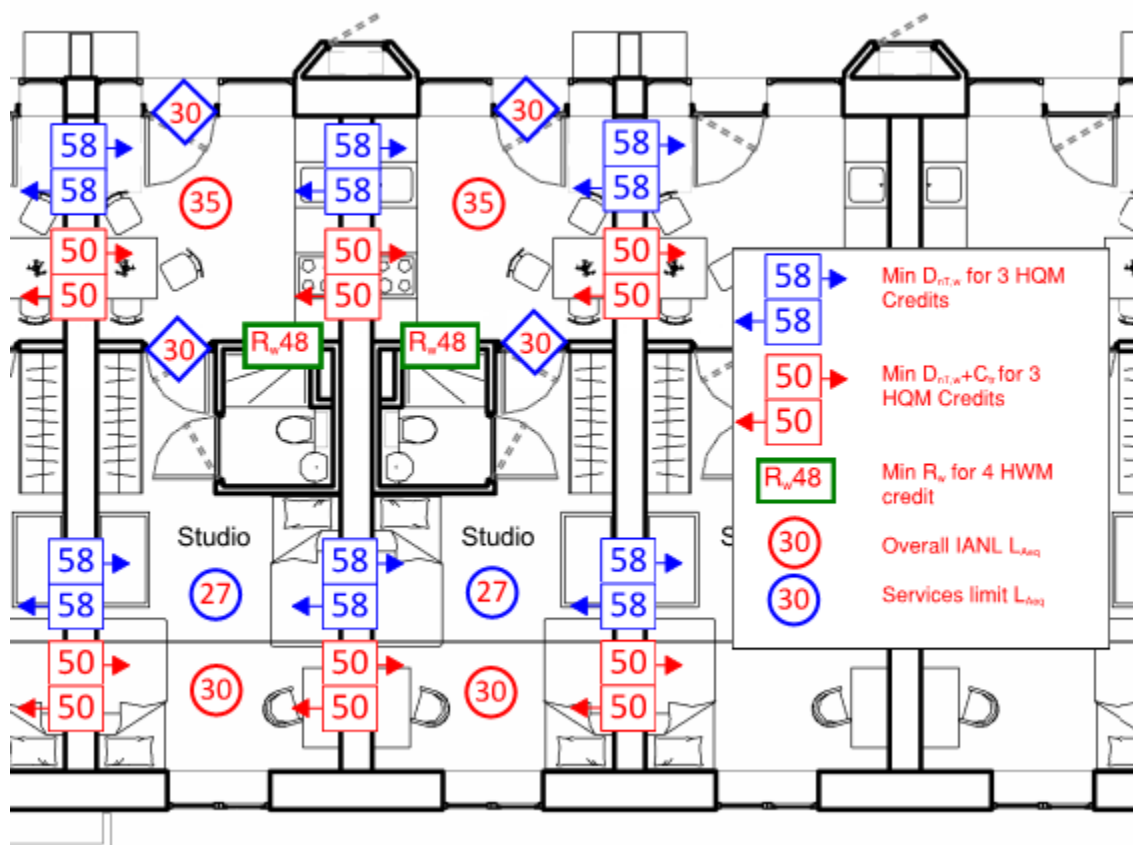 30
30
58
58
58
58
58
58
35
35
50
50
50
50
50
50
58
Min DnT,w for 3 HQM
Credits
58
30
Rw48
Rw48
30
50
Min DnT,w+Ctr for 3
HQM Credits
50
Rw48
Min Rw for 4 HWM
credit
Studio
Studio
S
30
Overall IANL LAeq
58
58
58
58
58
58
27
27
30
Services limit LAeq
50
50
50
50
50
50
30
30